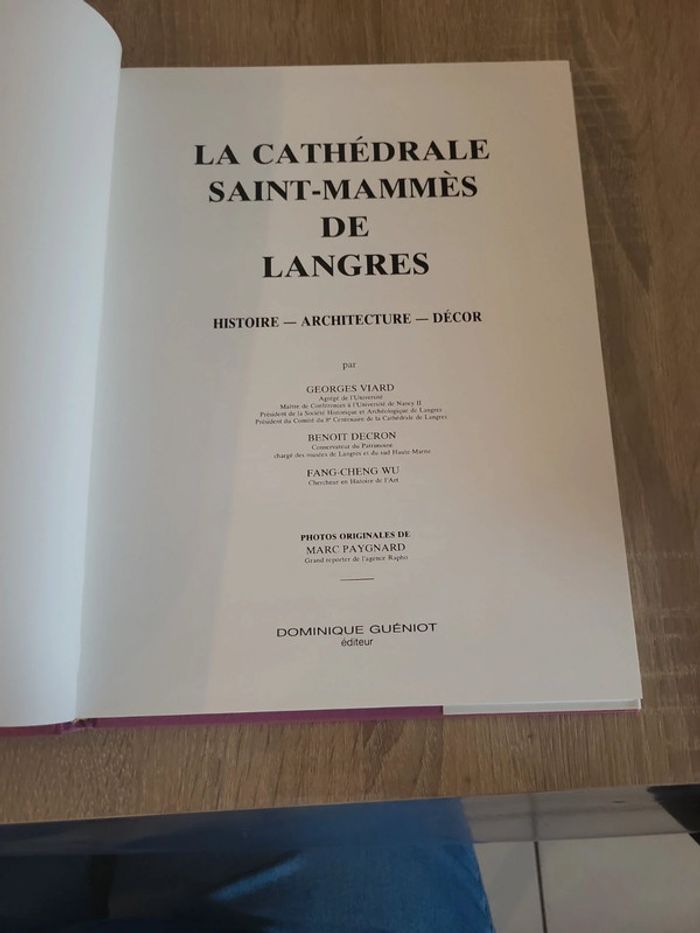 LA CATHÉDRALE
SAINT-MAMMÈS
DE
LANGRES
HISTOIRE — ARCHITECTURE — DÉCOR
par
GEORGES VIARD
Agrégé de l'Université
Maître de Conférences à l'Université de Nancy II
Président de la Société Historique et Archéologique de Langres
Président du Comité du 8e Centenaire de la Cathédrale de Langres
BENOIT DECRON
Conservateur du Patrimoine
chargé des musées de Langres et du sud Haute-Marne
FANG-CHENG WU
Chercheur en Histoire de l'Art
PHOTOS ORIGINALES DE
MARC PAYGNARD
Grand reporter de l'agence Rapho
DOMINIQUE GUÉNIOT
éditeur